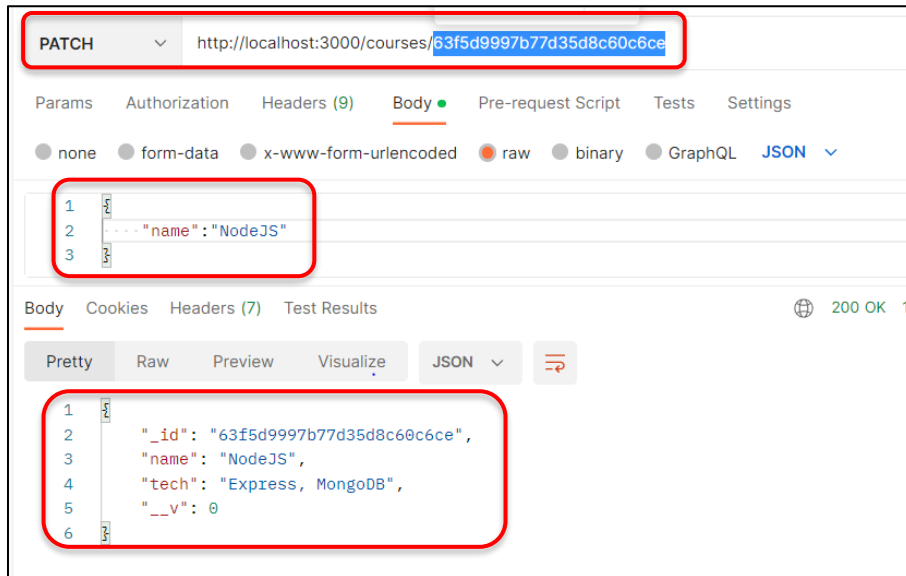 PATCH http://localhost:3000/courses/63f5d9997b77d35d8c60c6ce
Params Authorization Headers (9) Body Pre-request Script Tests Settings
none form-data x-www-form-urlencoded raw binary GraphQL JSON
1 {
2 "name":"NodeJS"
3 }
Body Cookies Headers (7) Test Results 200 OK
Pretty Raw Preview Visualize JSON
1 {
2 "_id": "63f5d9997b77d35d8c60c6ce",
3 "name": "NodeJS",
4 "tech": "Express, MongoDB",
5 "__v": 0
6 }